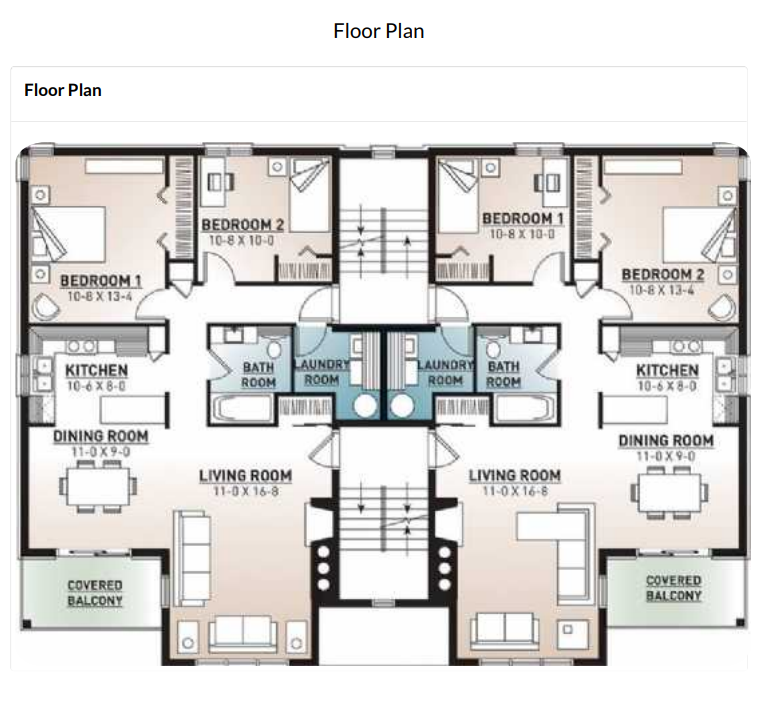 Floor Plan
Floor Plan
BEDROOM 2
10-8 X 10-0
BEDROOM 1
10-8 X 10-0
BEDROOM 1
10-8 X 13-4
BEDROOM 2
10-8 X 13-4
KITCHEN
10-6 X 8-0
BATH
ROOM
LAUNDRY
ROOM
LAUNDRY
ROOM
BATH
ROOM
KITCHEN
10-6 X 8-0
DINING ROOM
11-0 X 9-0
DINING ROOM
11-0 X 9-0
LIVING ROOM
11-0 X 16-8
LIVING ROOM
11-0 X 16-8
COVERED
BALCONY
COVERED
BALCONY